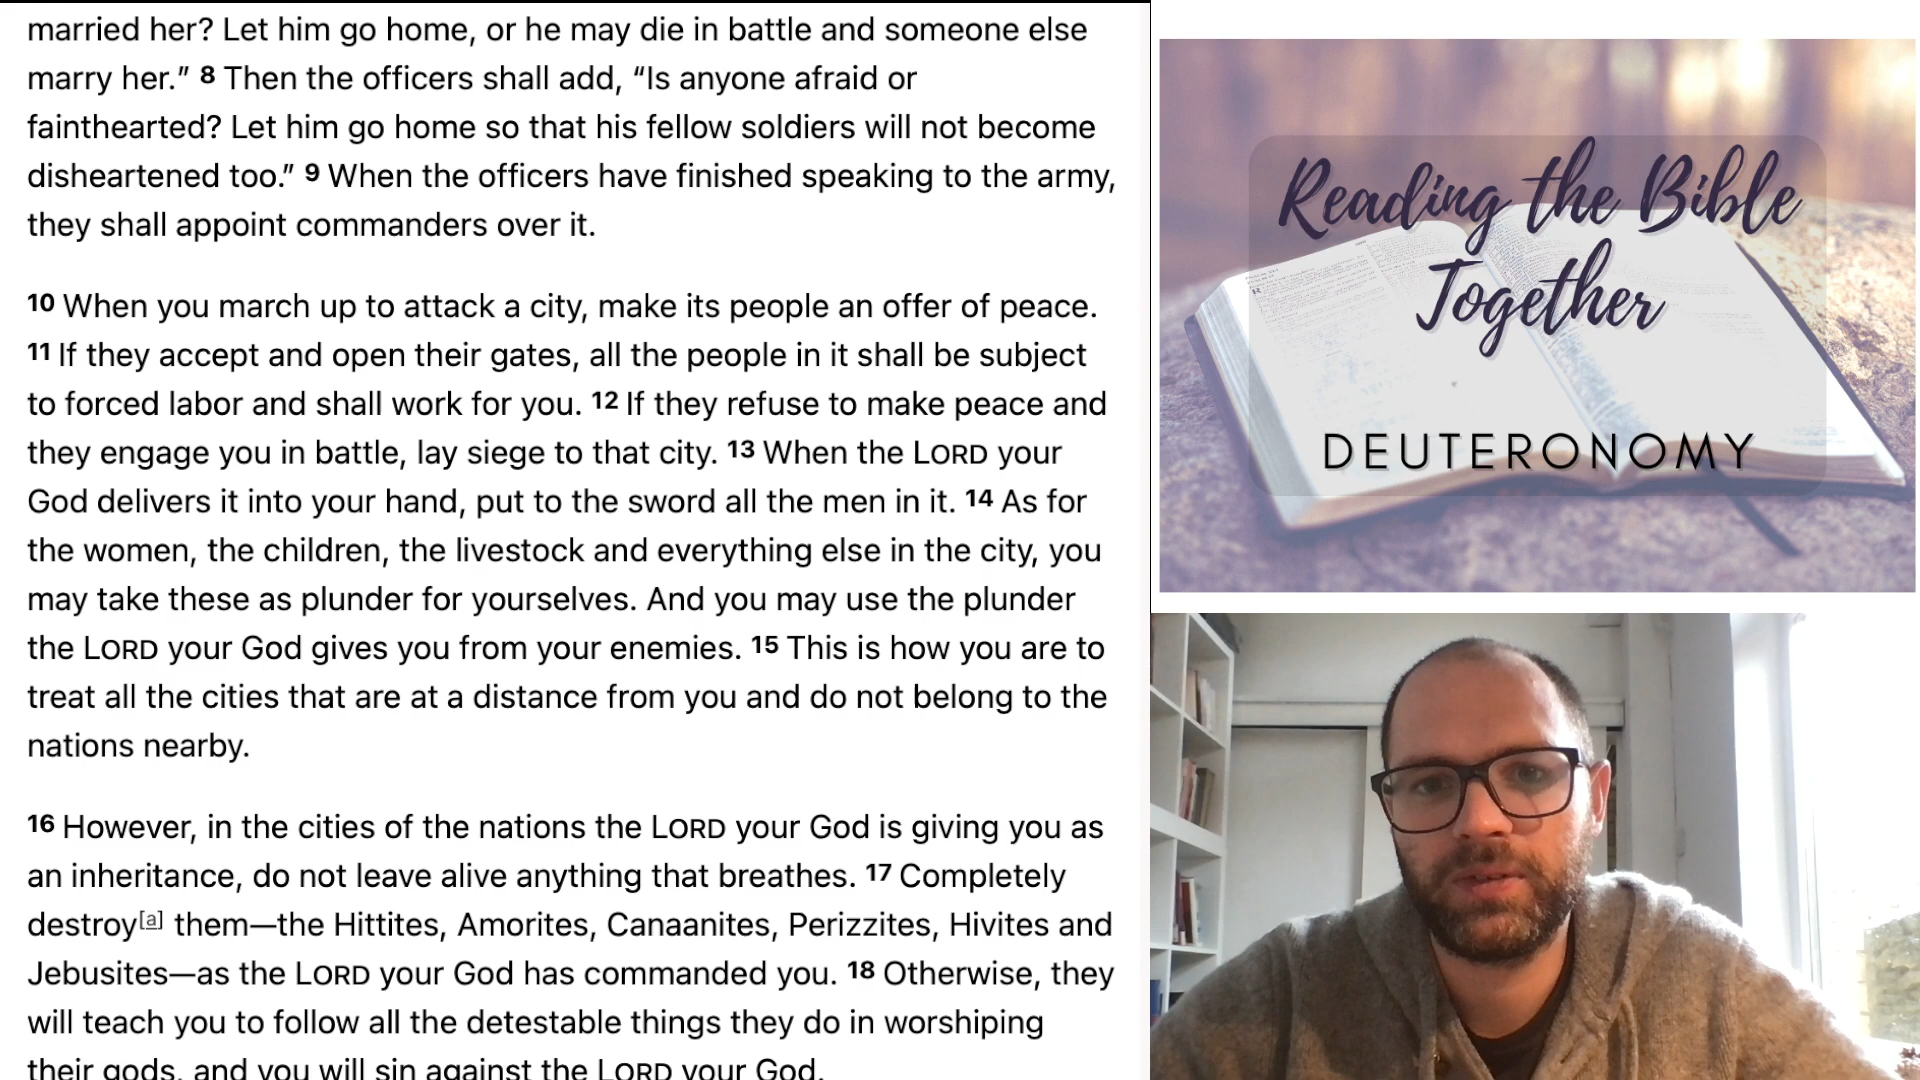 married her? Let him go home, or he may die in battle and someone else
marry her.” 8 Then the officers shall add, “Is anyone afraid or
fainthearted? Let him go home so that his fellow soldiers will not become
disheartened too.” 9 When the officers have finished speaking to the army,
they shall appoint commanders over it.
10 When you march up to attack a city, make its people an offer of peace.
11 If they accept and open their gates, all the people in it shall be subject
to forced labor and shall work for you. 12 If they refuse to make peace and
they engage you in battle, lay siege to that city. 13 When the LORD your
God delivers it into your hand, put to the sword all the men in it. 14 As for
the women, the children, the livestock and everything else in the city, you
may take these as plunder for yourselves. And you may use the plunder
the LORD your God gives you from your enemies. 15 This is how you are to
treat all the cities that are at a distance from you and do not belong to the
nations nearby.
16 However, in the cities of the nations the LORD your God is giving you as
an inheritance, do not leave alive anything that breathes. 17 Completely
destroy[a] them—the Hittites, Amorites, Canaanites, Perizzites, Hivites and
Jebusites—as the LORD your God has commanded you. 18 Otherwise, they
will teach you to follow all the detestable things they do in worshiping
their gods, and you will sin against the LORD your God.
Reading the Bible
Together
DEUTERONOMY